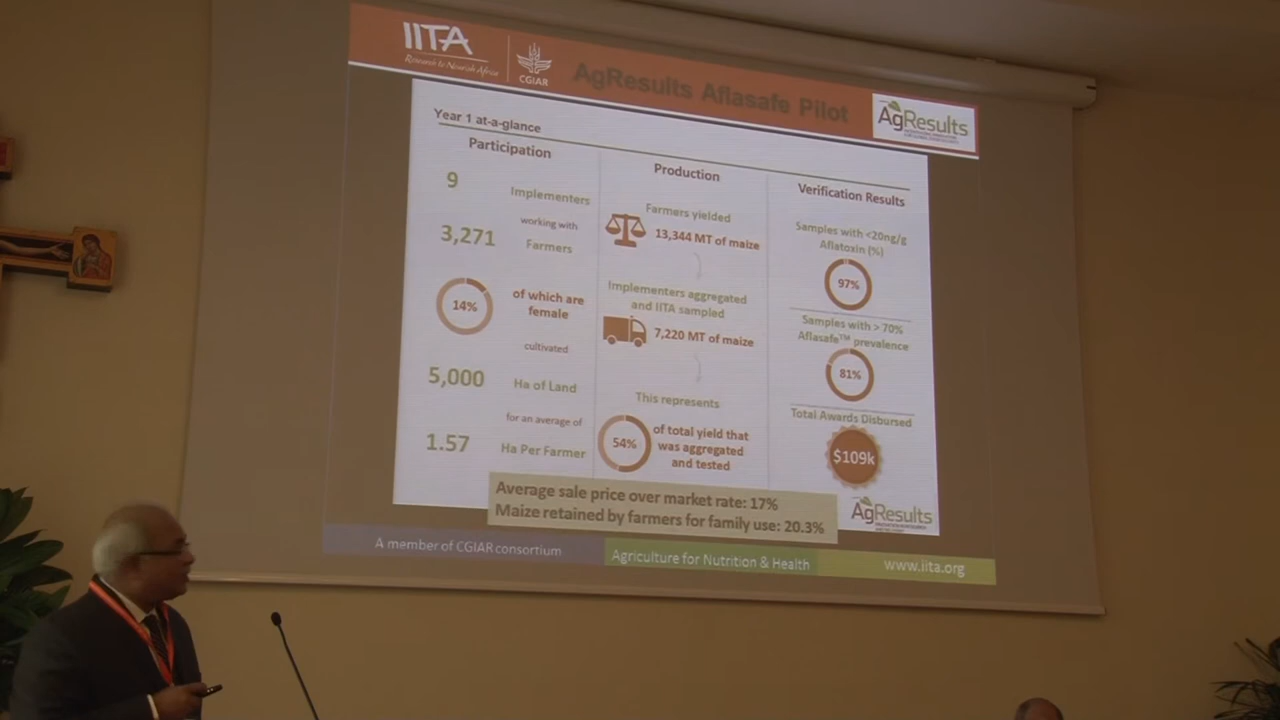 IITA
Research to Nourish Africa
CGIAR
AgResults Aflasafe Pilot
AgResults
Year 1 at-a-glance
Participation
9
Implementers
working with
3,271
Farmers
14%
of which are
female
cultivated
5,000
Ha of Land
for an average of
1.57
Ha Per Farmer
Production
Farmers yielded
13,344 MT of maize
Implementers aggregated
and IITA sampled
7,220 MT of maize
This represents
54%
of total yield that
was aggregated
and tested
Verification Results
Samples with <20ng/g
Aflatoxin (%)
97%
Samples with > 70%
Aflasafe™ prevalence
81%
Total Awards Disbursed
$109k
Average sale price over market rate: 17%
Maize retained by farmers for family use: 20.3%
AgResults
A member of CGIAR consortium
Agriculture for Nutrition & Health
www.iita.org